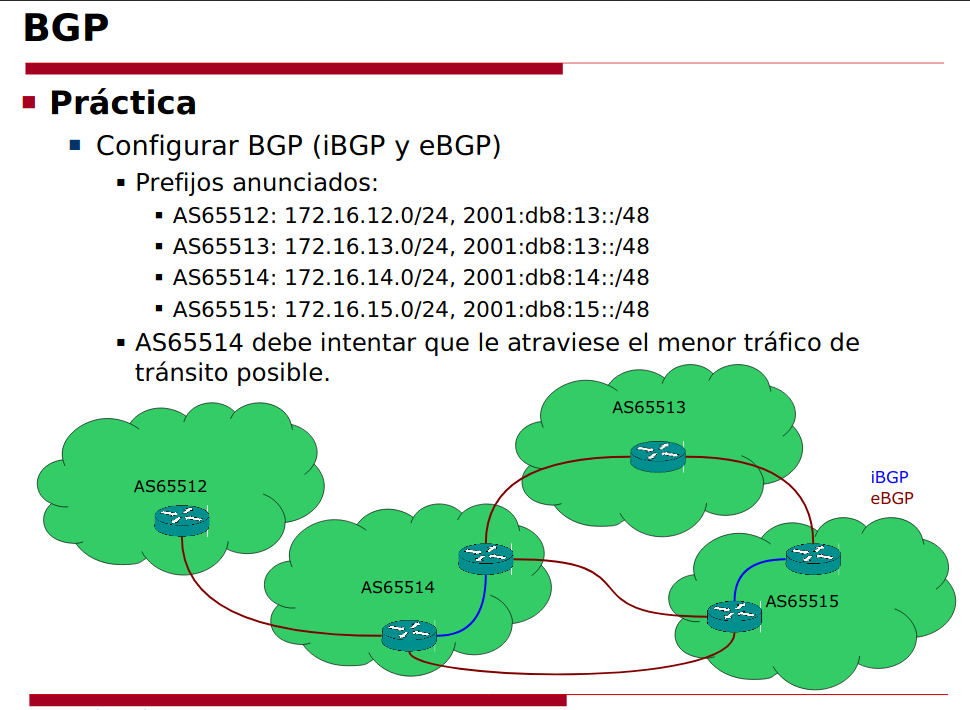 BGP
Práctica
Configurar BGP (iBGP y eBGP)
Prefijos anunciados:
AS65512: 172.16.12.0/24, 2001:db8:13::/48
AS65513: 172.16.13.0/24, 2001:db8:13::/48
AS65514: 172.16.14.0/24, 2001:db8:14::/48
AS65515: 172.16.15.0/24, 2001:db8:15::/48
AS65514 debe intentar que le atraviese el menor tráfico de
tránsito posible.
AS65513
iBGP
eBGP
AS65512
AS65514
AS65515